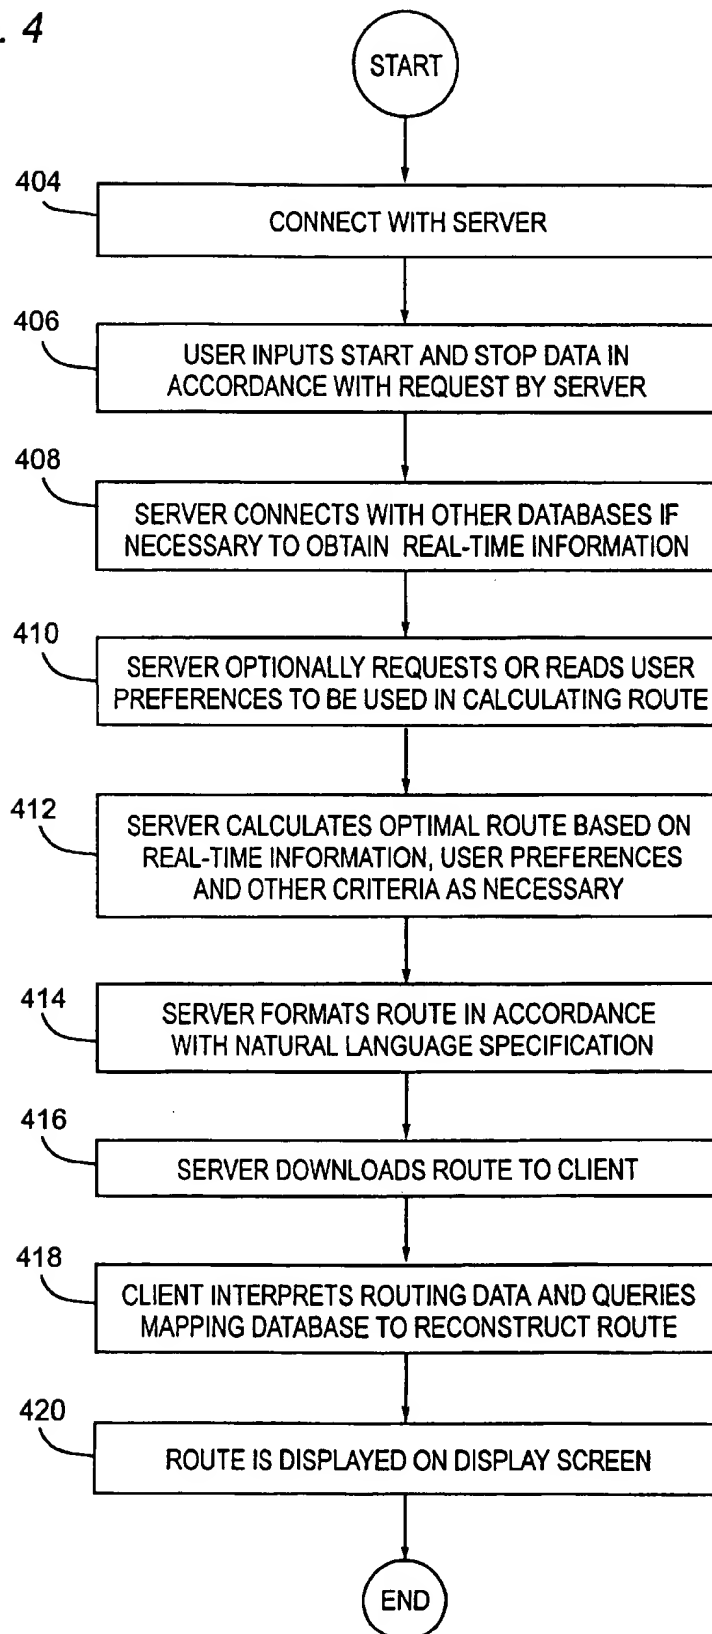 . 4
START
404
CONNECT WITH SERVER
406
USER INPUTS START AND STOP DATA IN
ACCORDANCE WITH REQUEST BY SERVER
408
SERVER CONNECTS WITH OTHER DATABASES IF
NECESSARY TO OBTAIN REAL-TIME INFORMATION
410
SERVER OPTIONALLY REQUESTS OR READS USER
PREFERENCES TO BE USED IN CALCULATING ROUTE
412
SERVER CALCULATES OPTIMAL ROUTE BASED ON
REAL-TIME INFORMATION, USER PREFERENCES
AND OTHER CRITERIA AS NECESSARY
414
SERVER FORMATS ROUTE IN ACCORDANCE
WITH NATURAL LANGUAGE SPECIFICATION
416
SERVER DOWNLOADS ROUTE TO CLIENT
418
CLIENT INTERPRETS ROUTING DATA AND QUERIES
MAPPING DATABASE TO RECONSTRUCT ROUTE
420
ROUTE IS DISPLAYED ON DISPLAY SCREEN
END